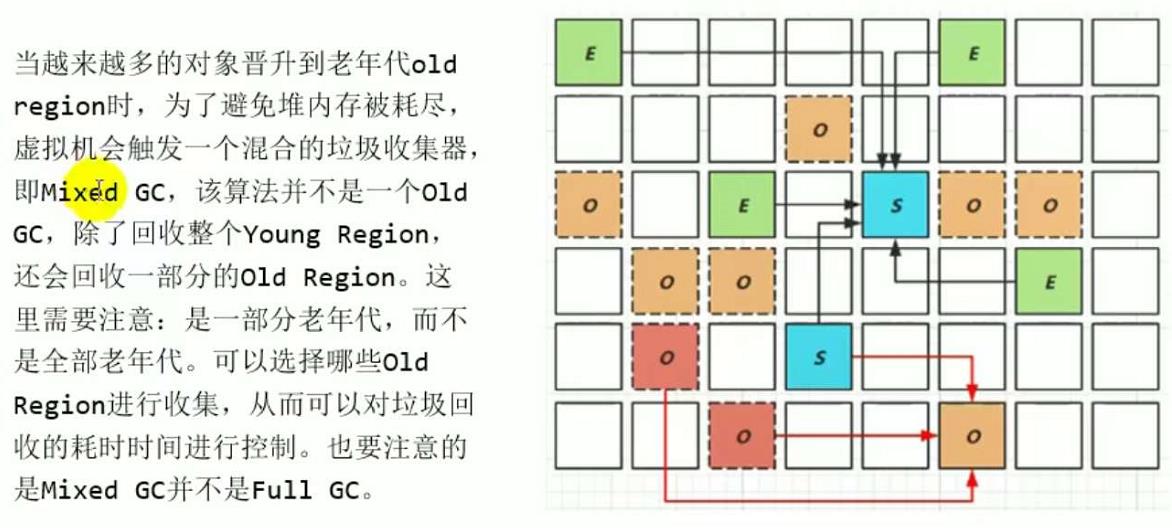 当越来越多的对象晋升到老年代old
region时，为了避免堆内存被耗尽，
虚拟机会触发一个混合的垃圾收集器，
即Mixed GC，该算法并不是一个Old
GC，除了回收整个Young Region，
还会回收一部分的Old Region。这
里需要注意：是一部分老年代，而不
是全部老年代。可以选择哪些Old
Region进行收集，从而可以对垃圾回
收的耗时时间进行控制。也要注意的
是Mixed GC并不是Full GC。
E E
O
O E S O O
O O E
O S
O O